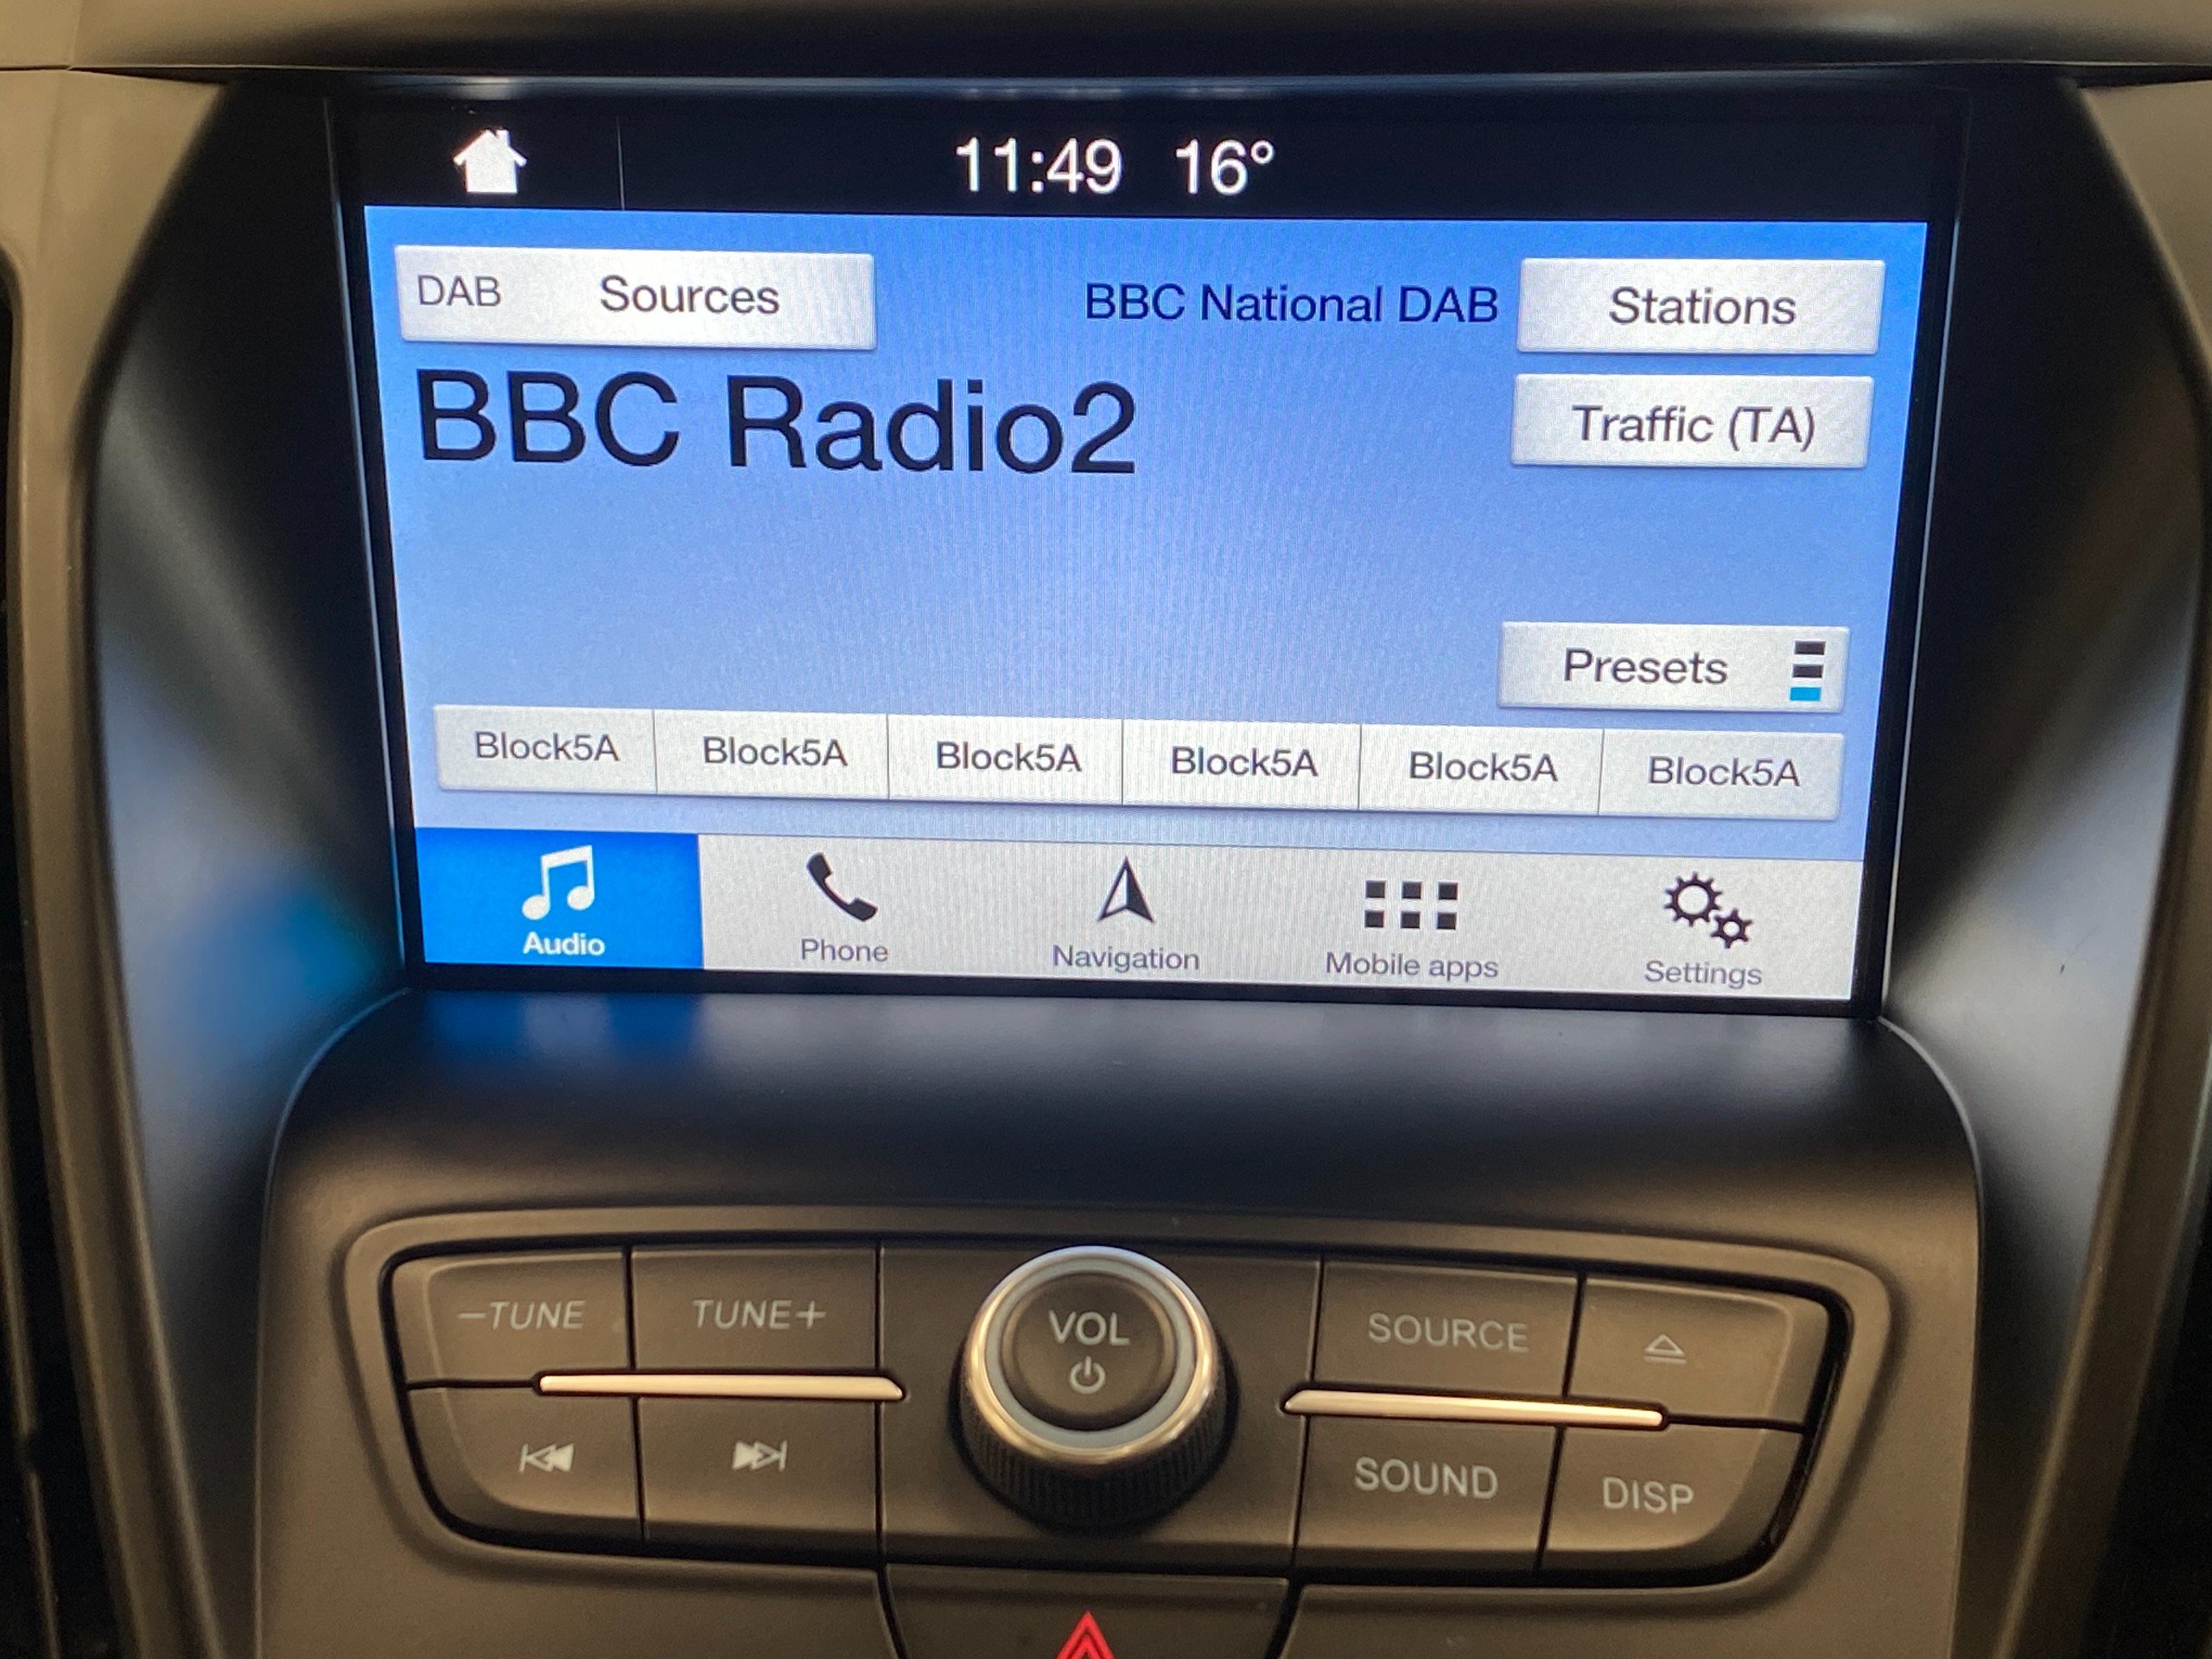 11:49 16°
DAB Sources
BBC National DAB
Stations
BBC Radio2
Traffic (TA)
Presets
Block5A Block5A Block5A Block5A Block5A Block5A
Audio Phone Navigation Mobile apps Settings
–TUNE TUNE+ VOL SOURCE
SOUND DISP